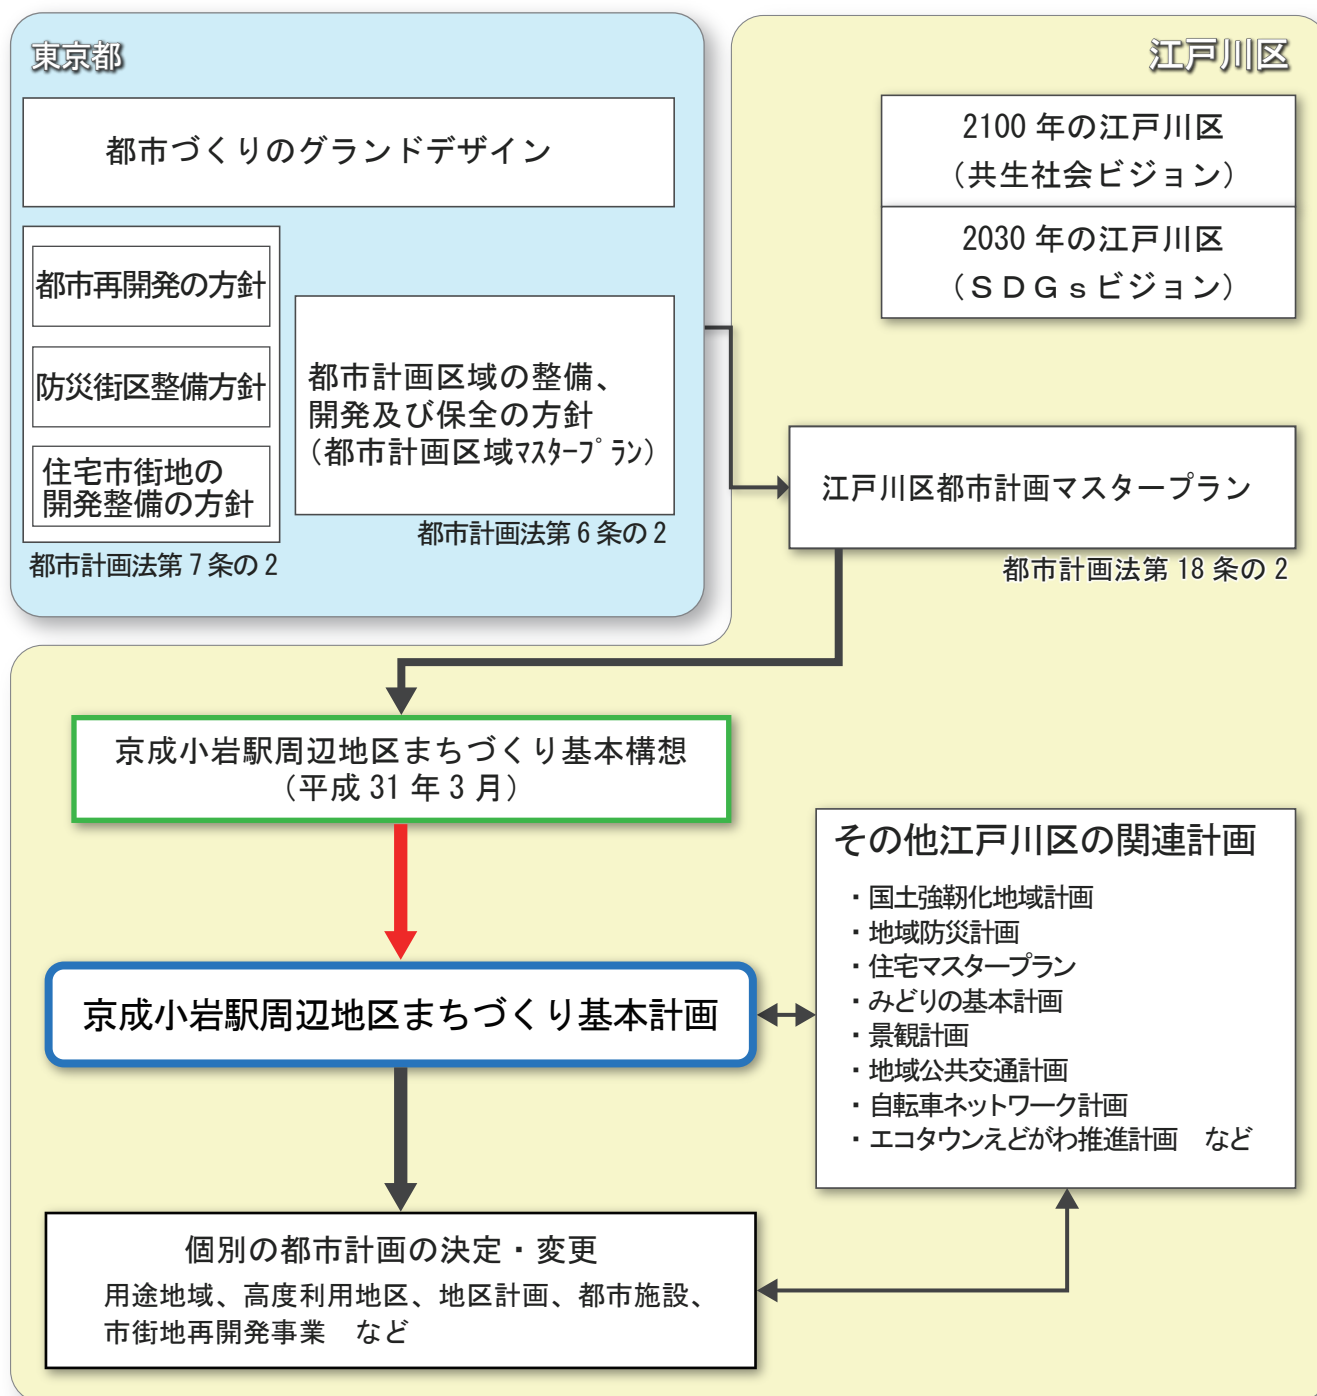 東京都
都市づくりのグランドデザイン
都市再開発の方針
防災街区整備方針
住宅市街地の
開発整備の方針
都市計画法第 7 条の 2
都市計画区域の整備、
開発及び保全の方針
（都市計画区域ﾏｽﾀｰﾌﾟﾗﾝ）
都市計画法第 6 条の 2
江戸川区
2100 年の江戸川区
（共生社会ビジョン）
2030 年の江戸川区
（ＳＤＧｓビジョン）
江戸川区都市計画マスタープラン
都市計画法第 18 条の 2
京成小岩駅周辺地区まちづくり基本構想
（平成 31 年 3 月）
京成小岩駅周辺地区まちづくり基本計画
その他江戸川区の関連計画
・国土強靭化地域計画
・地域防災計画
・住宅マスタープラン
・みどりの基本計画
・景観計画
・地域公共交通計画
・自転車ネットワーク計画
・エコタウンえどがわ推進計画　など
個別の都市計画の決定・変更
用途地域、高度利用地区、地区計画、都市施設、
市街地再開発事業　など